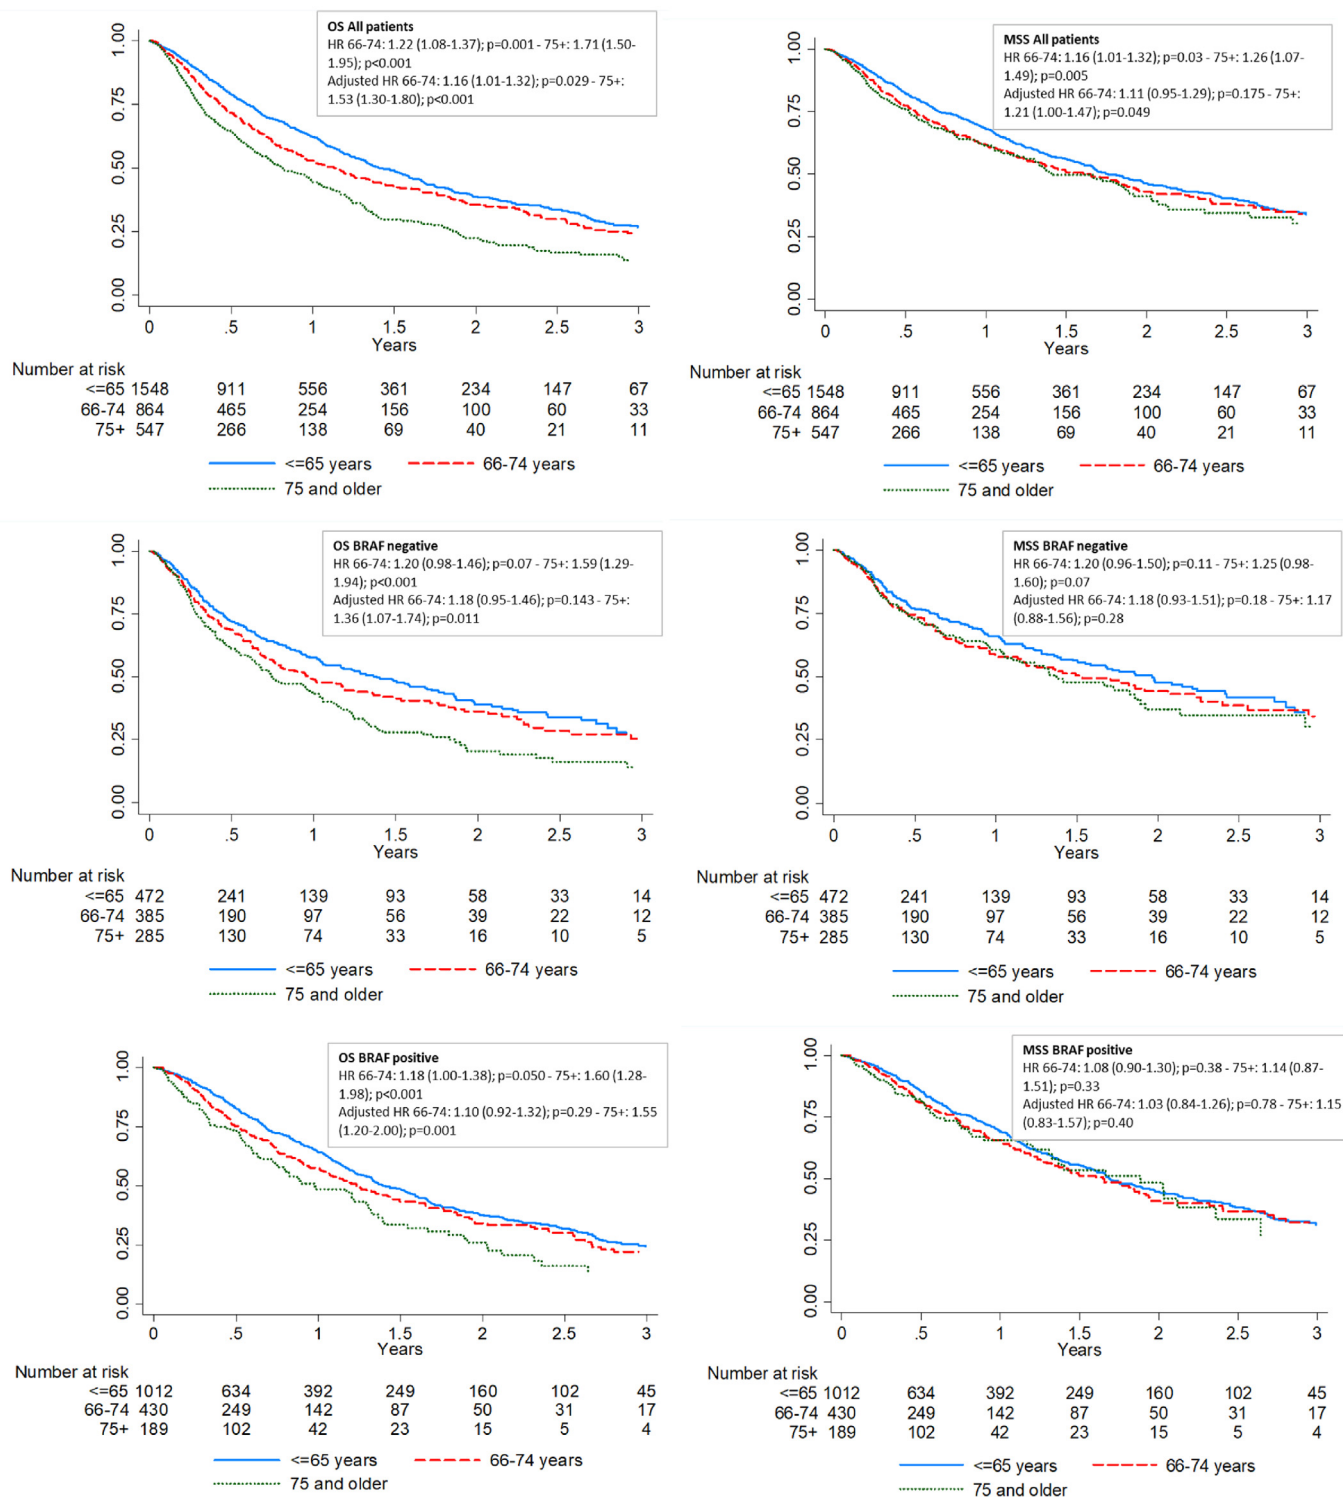 OS All patients
HR 66-74: 1.22 (1.08-1.37); p=0.001 - 75+: 1.71 (1.50-
1.95); p<0.001
Adjusted HR 66-74: 1.16 (1.01-1.32); p=0.029 - 75+:
1.53 (1.30-1.80); p<0.001
1.00
0.75
0.50
0.25
0.00
0 .5 1 1.5 2 2.5 3
Years
Number at risk
<=65 1548 911 556 361 234 147 67
66-74 864 465 254 156 100 60 33
75+ 547 266 138 69 40 21 11
<=65 years 66-74 years
75 and older
MSS All patients
HR 66-74: 1.16 (1.01-1.32); p=0.03 - 75+: 1.26 (1.07-
1.49); p=0.005
Adjusted HR 66-74: 1.11 (0.95-1.29); p=0.175 - 75+:
1.21 (1.00-1.47); p=0.049
1.00
0.75
0.50
0.25
0.00
0 .5 1 1.5 2 2.5 3
Years
Number at risk
<=65 1548 911 556 361 234 147 67
66-74 864 465 254 156 100 60 33
75+ 547 266 138 69 40 21 11
<=65 years 66-74 years
75 and older
OS BRAF negative
HR 66-74: 1.20 (0.98-1.46); p=0.07 - 75+: 1.59 (1.29-
1.94); p<0.001
Adjusted HR 66-74: 1.18 (0.95-1.46); p=0.143 - 75+:
1.36 (1.07-1.74); p=0.011
1.00
0.75
0.50
0.25
0.00
0 .5 1 1.5 2 2.5 3
Years
Number at risk
<=65 472 241 139 93 58 33 14
66-74 385 190 97 56 39 22 12
75+ 285 130 74 33 16 10 5
<=65 years 66-74 years
75 and older
MSS BRAF negative
HR 66-74: 1.20 (0.96-1.50); p=0.11 - 75+: 1.25 (0.98-
1.60); p=0.07
Adjusted HR 66-74: 1.18 (0.93-1.51); p=0.18 - 75+: 1.17
(0.88-1.56); p=0.28
1.00
0.75
0.50
0.25
0.00
0 .5 1 1.5 2 2.5 3
Years
Number at risk
<=65 472 241 139 93 58 33 14
66-74 385 190 97 56 39 22 12
75+ 285 130 74 33 16 10 5
<=65 years 66-74 years
75 and older
OS BRAF positive
HR 66-74: 1.18 (1.00-1.38); p=0.050 - 75+: 1.60 (1.28-
1.98); p<0.001
Adjusted HR 66-74: 1.10 (0.92-1.32); p=0.29 - 75+: 1.55
(1.20-2.00); p=0.001
1.00
0.75
0.50
0.25
0.00
0 .5 1 1.5 2 2.5 3
Years
Number at risk
<=65 1012 634 392 249 160 102 45
66-74 430 249 142 87 50 31 17
75+ 189 102 42 23 15 5 4
<=65 years 66-74 years
75 and older
MSS BRAF positive
HR 66-74: 1.08 (0.90-1.30); p=0.38 - 75+: 1.14 (0.87-
1.51); p=0.33
Adjusted HR 66-74: 1.03 (0.84-1.26); p=0.78 - 75+: 1.15
(0.83-1.57); p=0.40
1.00
0.75
0.50
0.25
0.00
0 .5 1 1.5 2 2.5 3
Years
Number at risk
<=65 1012 634 392 249 160 102 45
66-74 430 249 142 87 50 31 17
75+ 189 102 42 23 15 5 4
<=65 years 66-74 years
75 and older